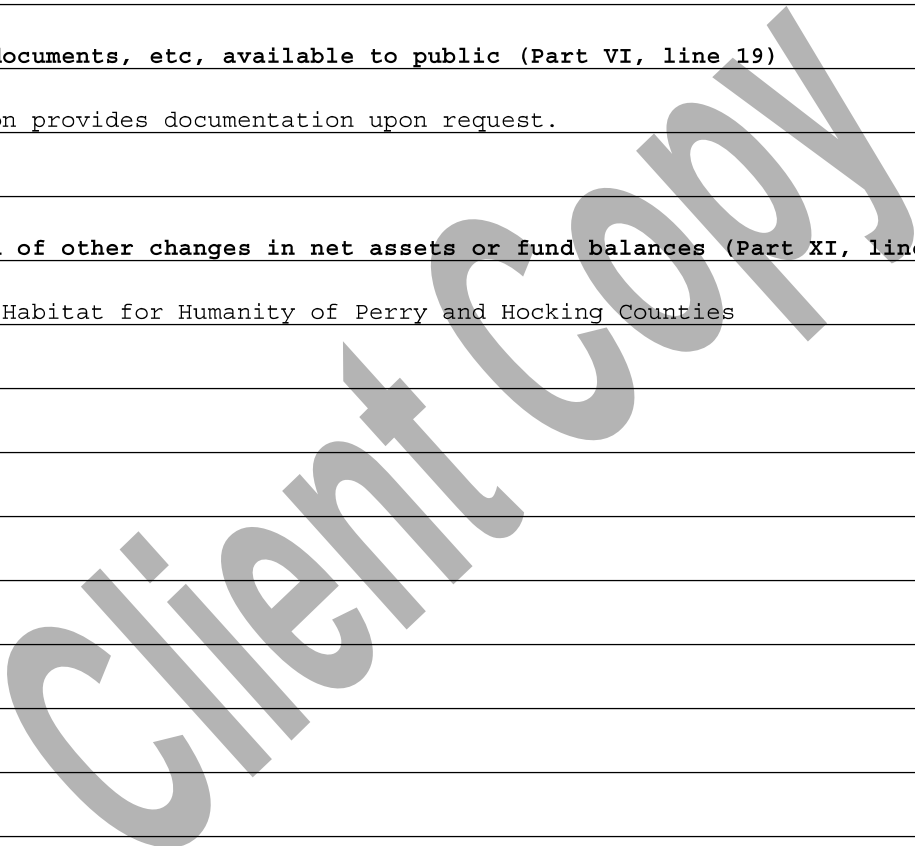 documents, etc, available to public (Part VI, line 19)
on provides documentation upon request.
of other changes in net assets or fund balances (Part XI, line
Habitat for Humanity of Perry and Hocking Counties
Client Copy